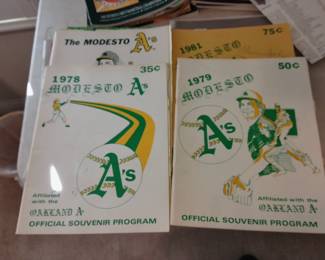 The MODESTO A's
75¢
1981
MODESTO
35¢
1978
MODESTO A's
A's
Affiliated with the
OAKLAND A's
OFFICIAL SOUVENIR PROGRAM
50¢
1979
MODESTO
A's
Affiliated with the
OAKLAND A's
OFFICIAL SOUVENIR PROGRAM